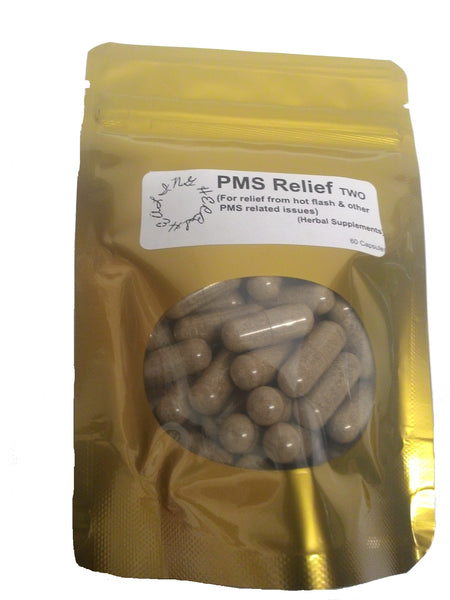 PMS Relief TWO
(For relief from hot flash & other
PMS related issues)
(Herbal Supplements
60 Capsules